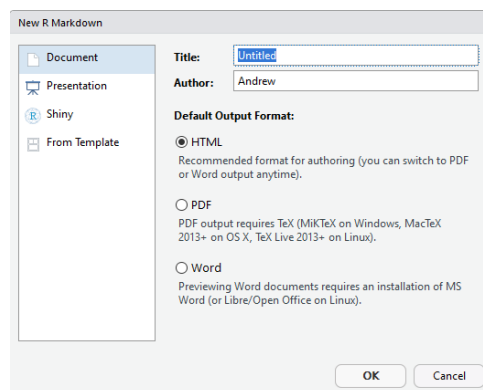 New R Markdown
Document
Presentation
R Shiny
From Template
Title: Untitled
Author: Andrew
Default Output Format:
HTML
Recommended format for authoring (you can switch to PDF
or Word output anytime).
PDF
PDF output requires TeX (MiKTeX on Windows, MacTeX
2013+ on OS X, TeX Live 2013+ on Linux).
Word
Previewing Word documents requires an installation of MS
Word (or Libre/Open Office on Linux).
OK Cancel